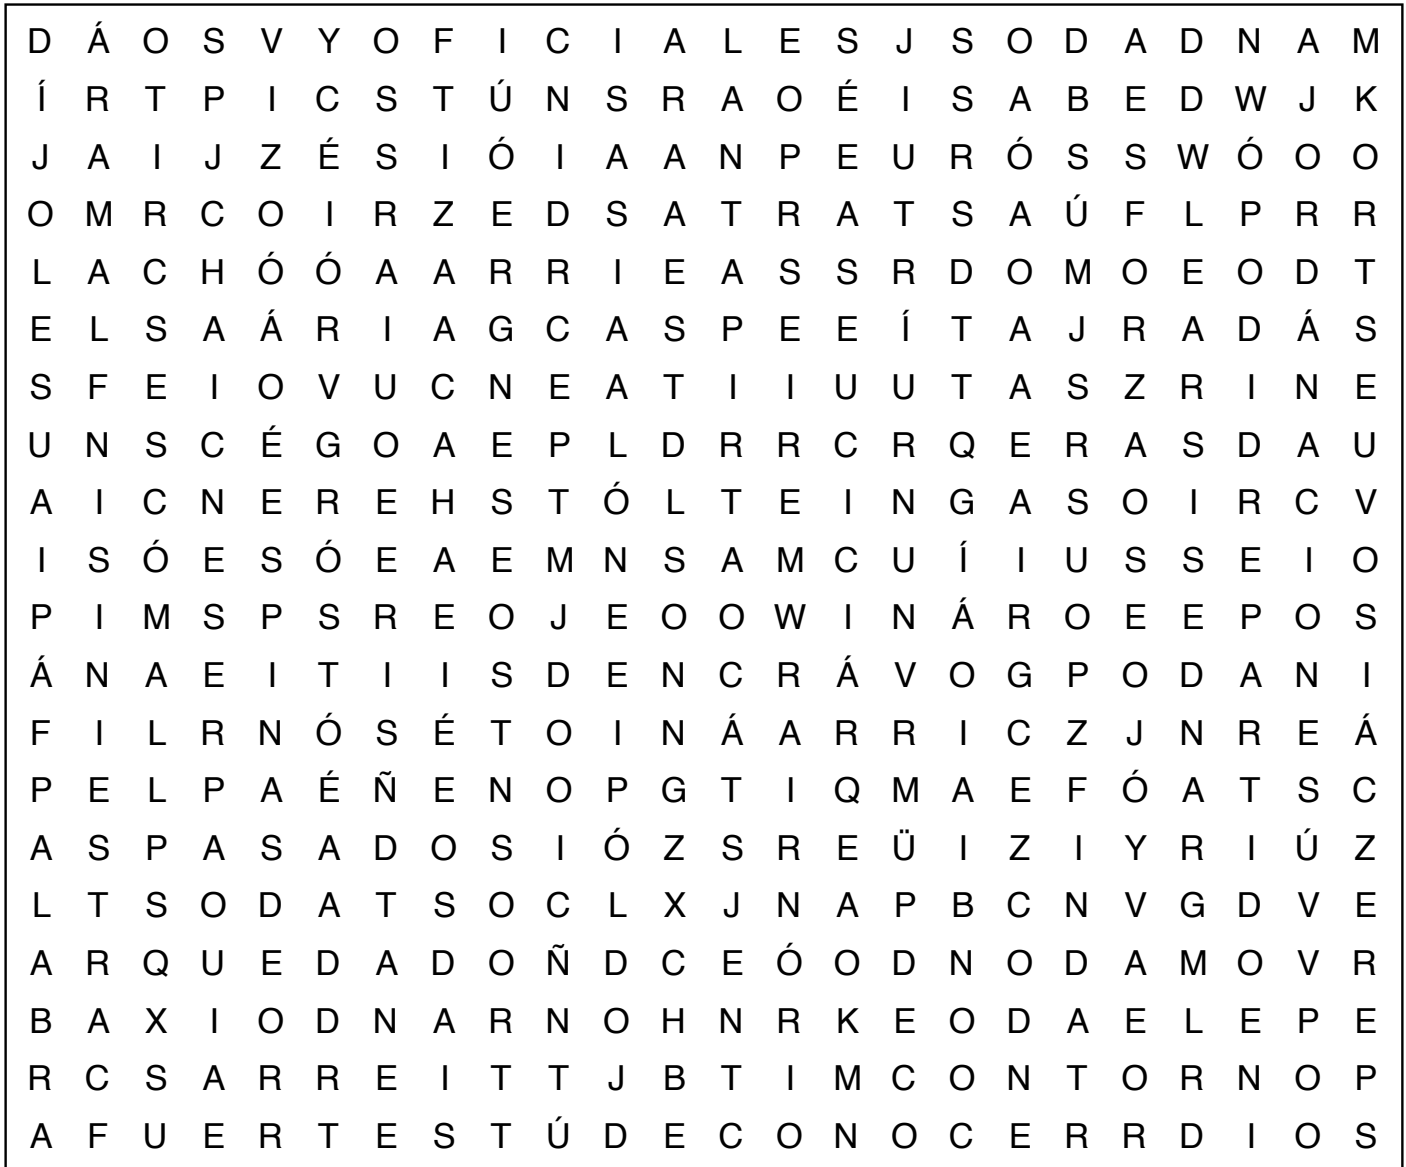 D Á O S V Y O F I C I A L E S J S O D A D N A M
Í R T P I C S T Ú N S R A O É I S A B E D W J K
J A I J Z É S I Ó I A A N P E U R Ó S S W Ó O O
O M R C O I R Z E D S A T R A T S A Ú F L P R R
L A C H Ó Ó A A R R I E A S S R D O M O E O D T
E L S A Á R I A G C A S P E E Í T A J R A D Á S
S F E I O V U C N E A T I I U U T A S Z R I N E
U N S C É G O A E P L D R R C R Q E R A S D A U
A I C N E R E H S T Ó L T E I N G A S O I R C V
I S Ó E S Ó E A E M N S A M C U Í I U S S E I O
P I M S P S R E O J E O O W I N Á R O E E P O S
Á N A E I T I I S D E N C R Á V O G P O D A N I
F I L R N Ó S É T O I N Á A R R I C Z J N R E Á
P E L P A É Ñ E N O P G T I Q M A E F Ó A T S C
A S P A S A D O S I Ó Z S R E Ü I Z I Y R I Ú Z
L T S O D A T S O C L X J N A P B C N V G D V E
A R Q U E D A D O Ñ D C E Ó O D N O D A M O V R
B A X I O D N A R N O H N R K E O D A E L E P E
R C S A R R E I T T J B T I M C O N T O R N O P
A F U E R T E S T Ú D E C O N O C E R R D I O S